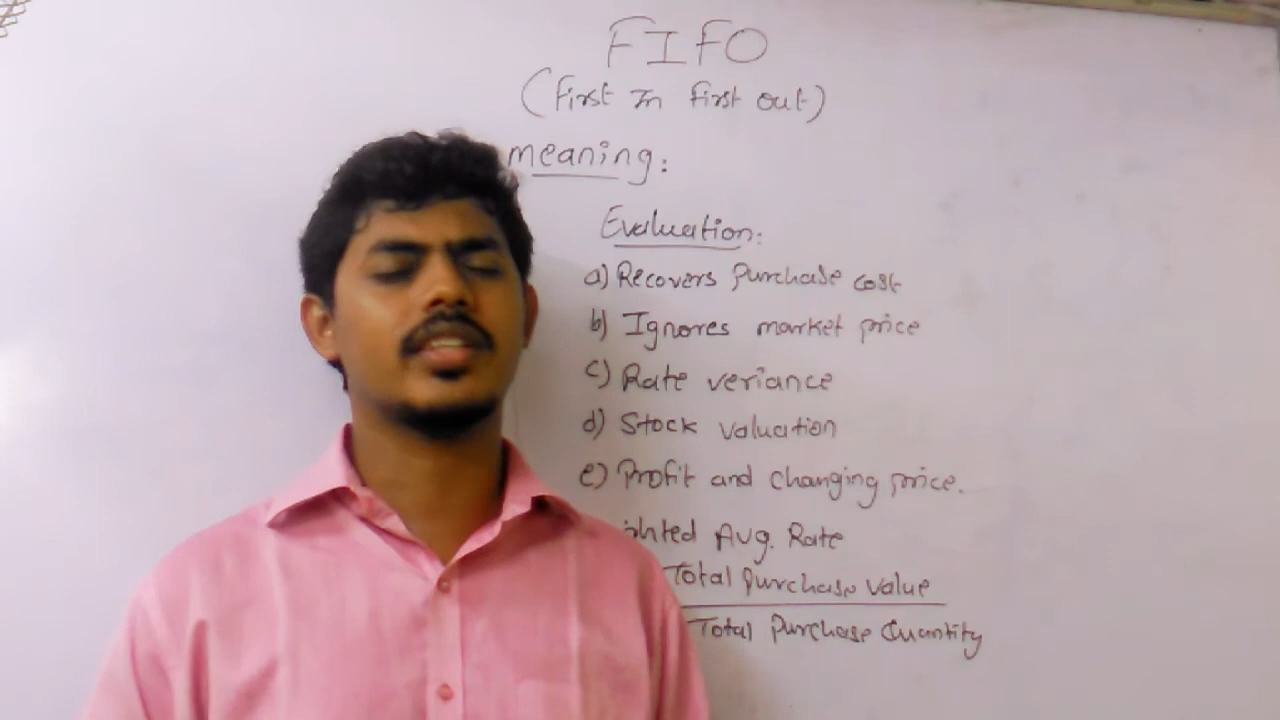 FIFO
(First In First out)
meaning:
Evaluation:
a) Recovers purchase cost
b) Ignores market price
c) Rate veriance
d) Stock valuation
e) Profit and changing price.
Avg. Rate
Total purchase value
Total purchase Quantity